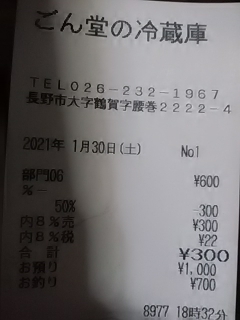 ごん堂の冷蔵庫
TEL026-232-1967
長野市大字鶴賀字腰巻2222-4
2021年 1月30日(土) No1
部門06 ¥600
%-
50% -300
内8%売 ¥300
内8%税 ¥22
合計 ¥300
お預り ¥1,000
お釣り ¥700
8977 18時32分